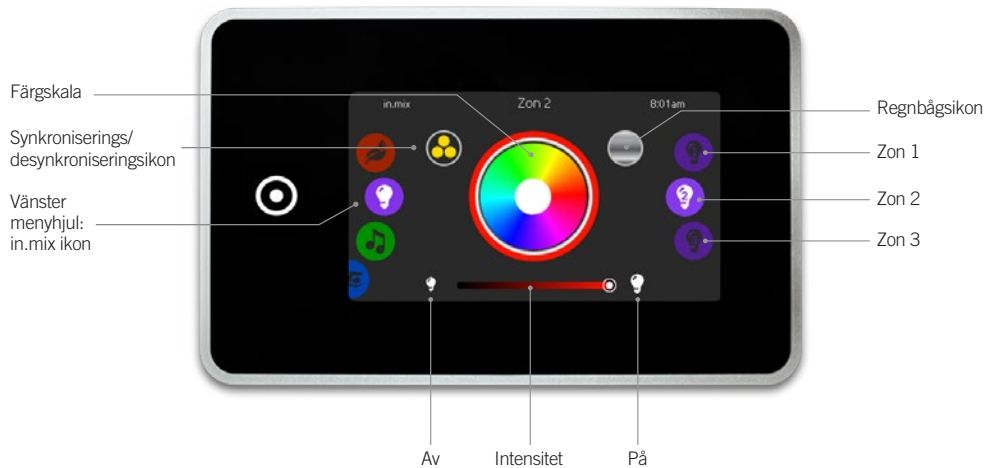 Färgskala
Synkroniserings/
desynkroniseringsikon
Vänster
menyhjul:
in.mix ikon
in.mix
Zon 2
8:01am
Regnbågsikon
Zon 1
Zon 2
Zon 3
Av
Intensitet
På